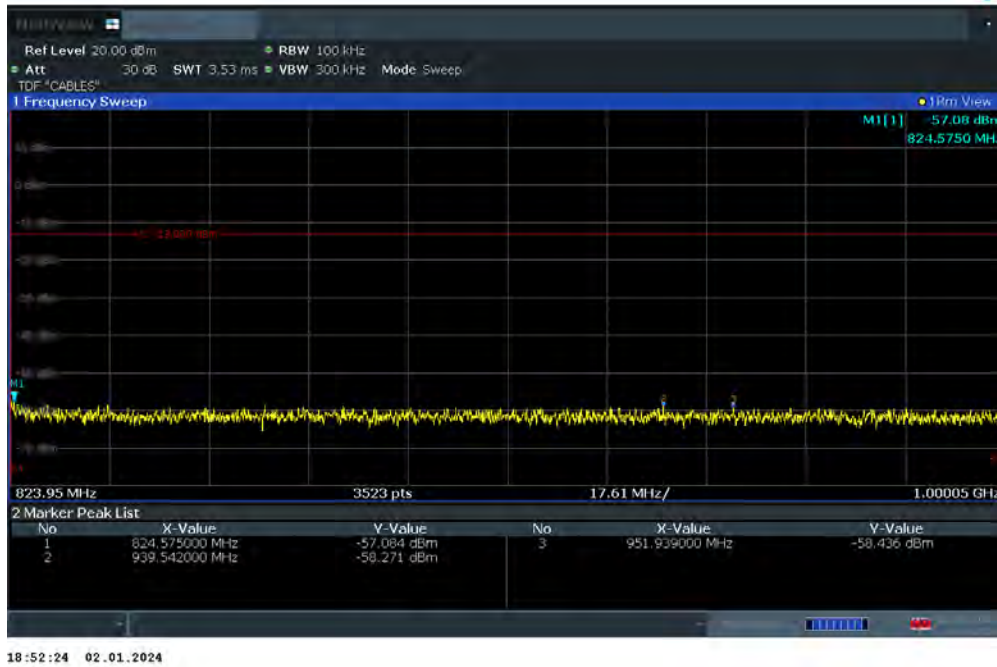 MultiView
Ref Level 20.00 dBm RBW 100 kHz
Att 30 dB SWT 3.53 ms VBW 300 kHz Mode Sweep
TDF "CABLES"
1 Frequency Sweep 1Rm View
M1[1] -57.08 dBm
824.5750 MH
0 dBm
M1
823.95 MHz 3523 pts 17.61 MHz/ 1.00005 GHz
2 Marker Peak List
No X-Value Y-Value No X-Value Y-Value
1 824.575000 MHz -57.084 dBm 3 951.939000 MHz -58.436 dBm
2 939.542000 MHz -58.271 dBm
18:52:24 02.01.2024